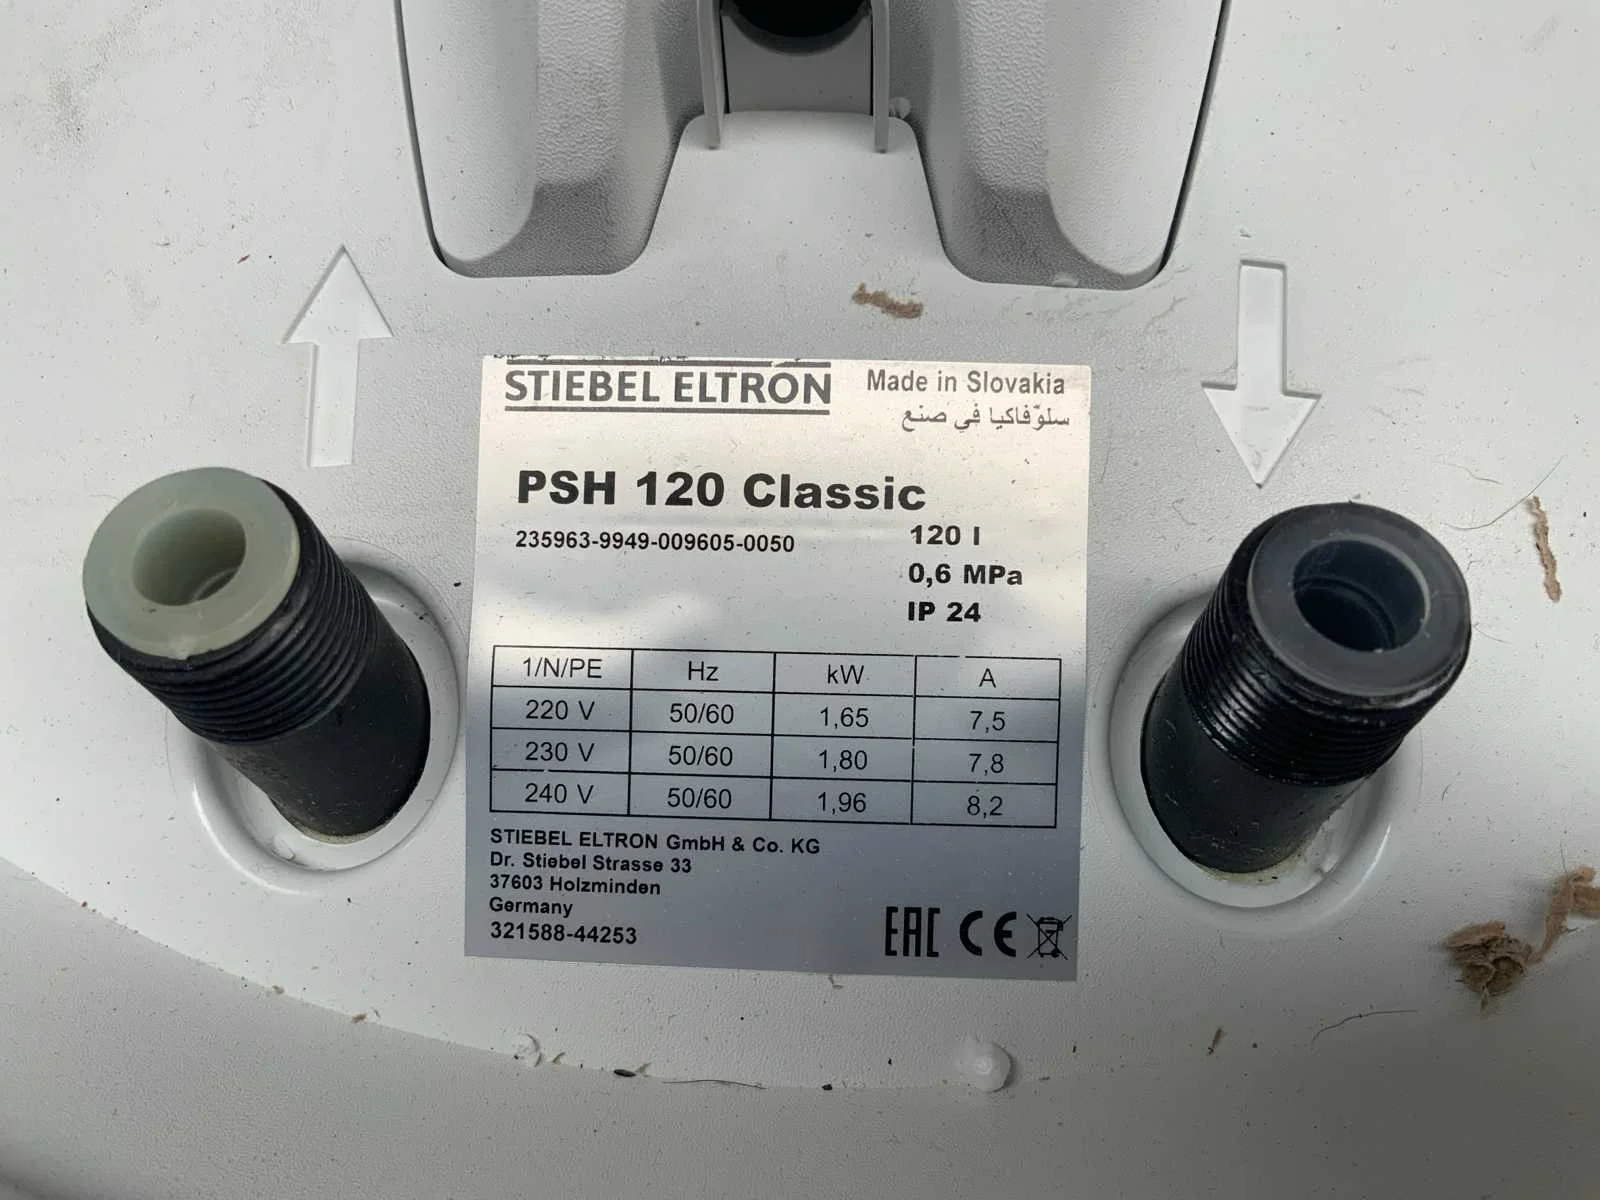 STIEBEL ELTRON
Made in Slovakia
سلوّفاكيا في صنع
PSH 120 Classic
235963-9949-009605-0050
120 l
0,6 MPa
IP 24
1/N/PE Hz kW A
220 V 50/60 1,65 7,5
230 V 50/60 1,80 7,8
240 V 50/60 1,96 8,2
STIEBEL ELTRON GmbH & Co. KG
Dr. Stiebel Strasse 33
37603 Holzminden
Germany
321588-44253
EAC CE